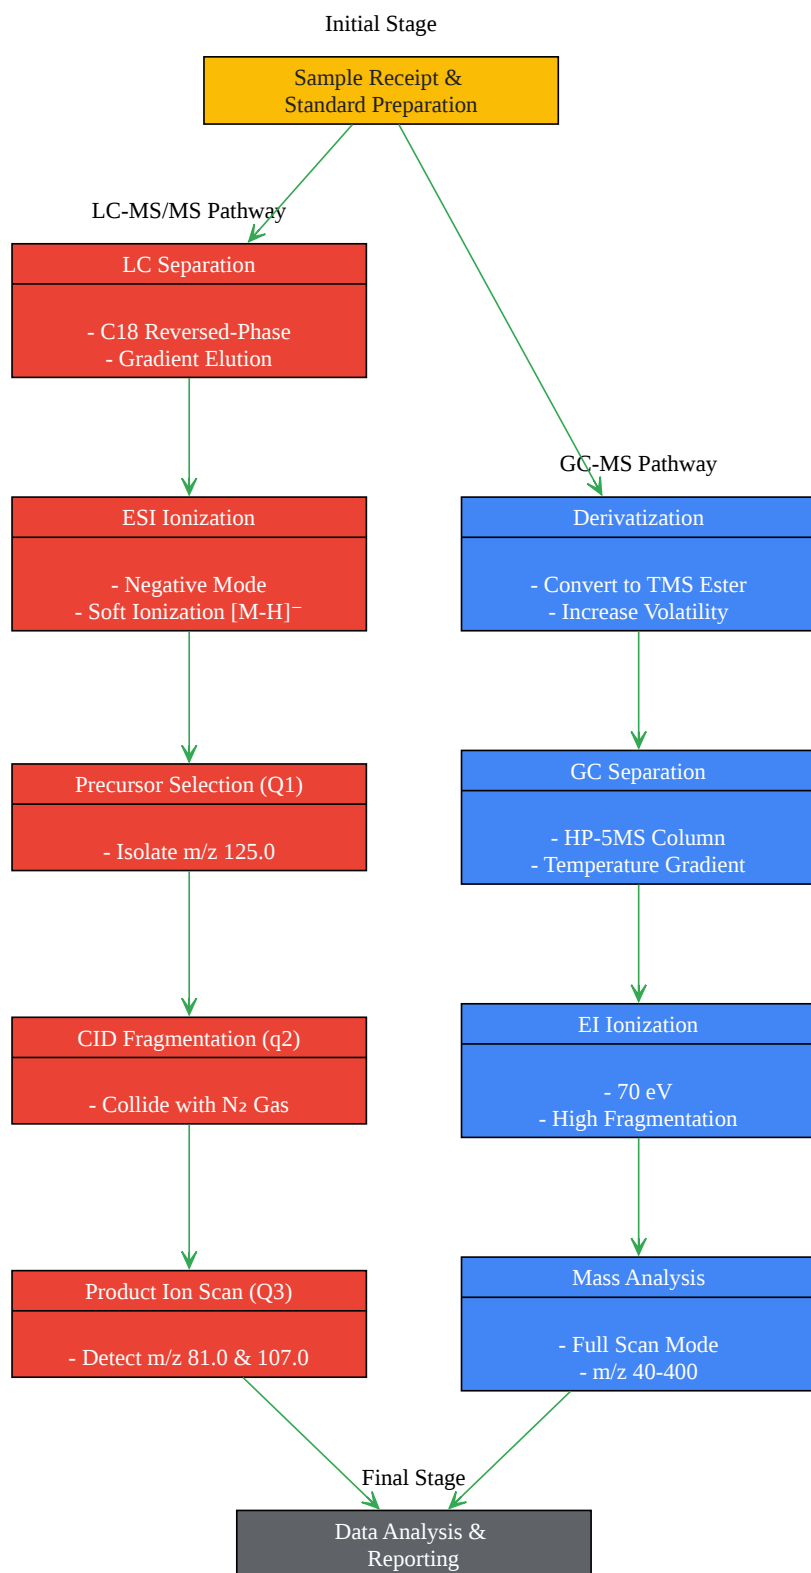 Initial Stage
Sample Receipt &
Standard Preparation
LC-MS/MS Pathway
LC Separation
- C18 Reversed-Phase
- Gradient Elution
ESI Ionization
- Negative Mode
- Soft Ionization [M-H]⁻
Precursor Selection (Q1)
- Isolate m/z 125.0
CID Fragmentation (q2)
- Collide with N₂ Gas
Product Ion Scan (Q3)
- Detect m/z 81.0 & 107.0
GC-MS Pathway
Derivatization
- Convert to TMS Ester
- Increase Volatility
GC Separation
- HP-5MS Column
- Temperature Gradient
EI Ionization
- 70 eV
- High Fragmentation
Mass Analysis
- Full Scan Mode
- m/z 40-400
Final Stage
Data Analysis &
Reporting